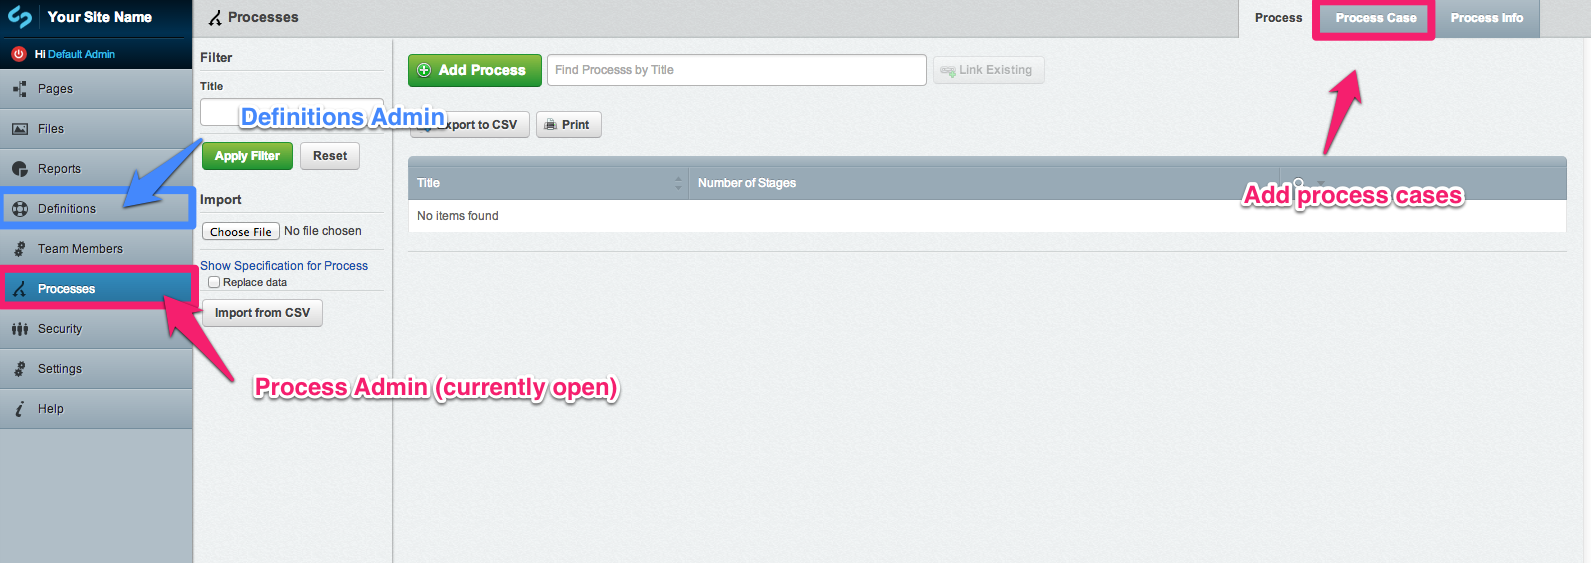 Your Site Name
Hi Default Admin
Pages
Files
Reports
Definitions
Team Members
Processes
Security
Settings
Help
Processes
Process
Process Case
Process Info
Filter
Title
Apply Filter
Reset
Import
Choose File No file chosen
Show Specification for Process
Replace data
Import from CSV
Add Process
Find Processs by Title
Link Existing
Export to CSV
Print
Title
Number of Stages
No items found
Definitions Admin
Add process cases
Process Admin (currently open)